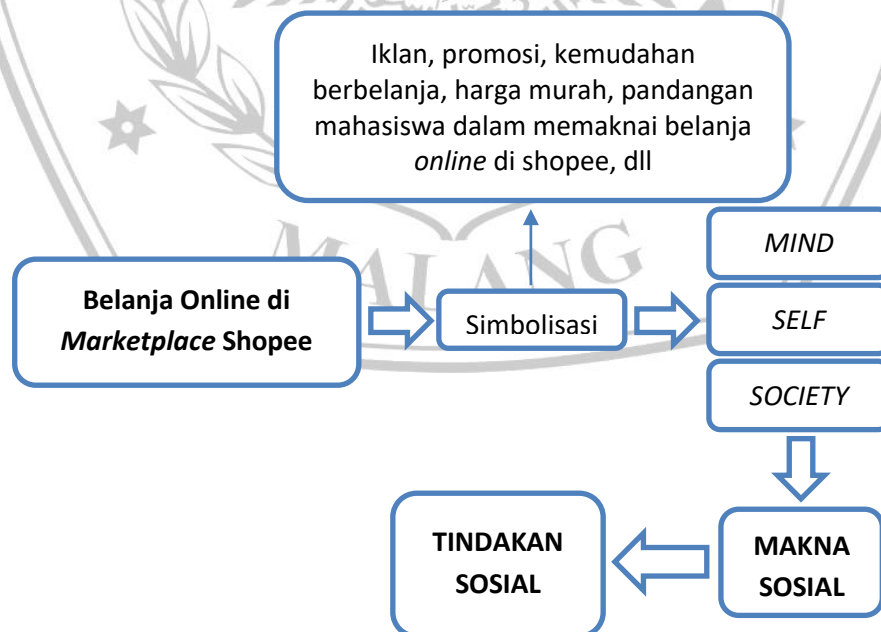 Iklan, promosi, kemudahan
berbelanja, harga murah, pandangan
mahasiswa dalam memaknai belanja
online di shopee, dll
MALANG
MIND
Belanja Online di
Marketplace Shopee
Simbolisasi
SELF
SOCIETY
TINDAKAN
SOSIAL
MAKNA
SOSIAL